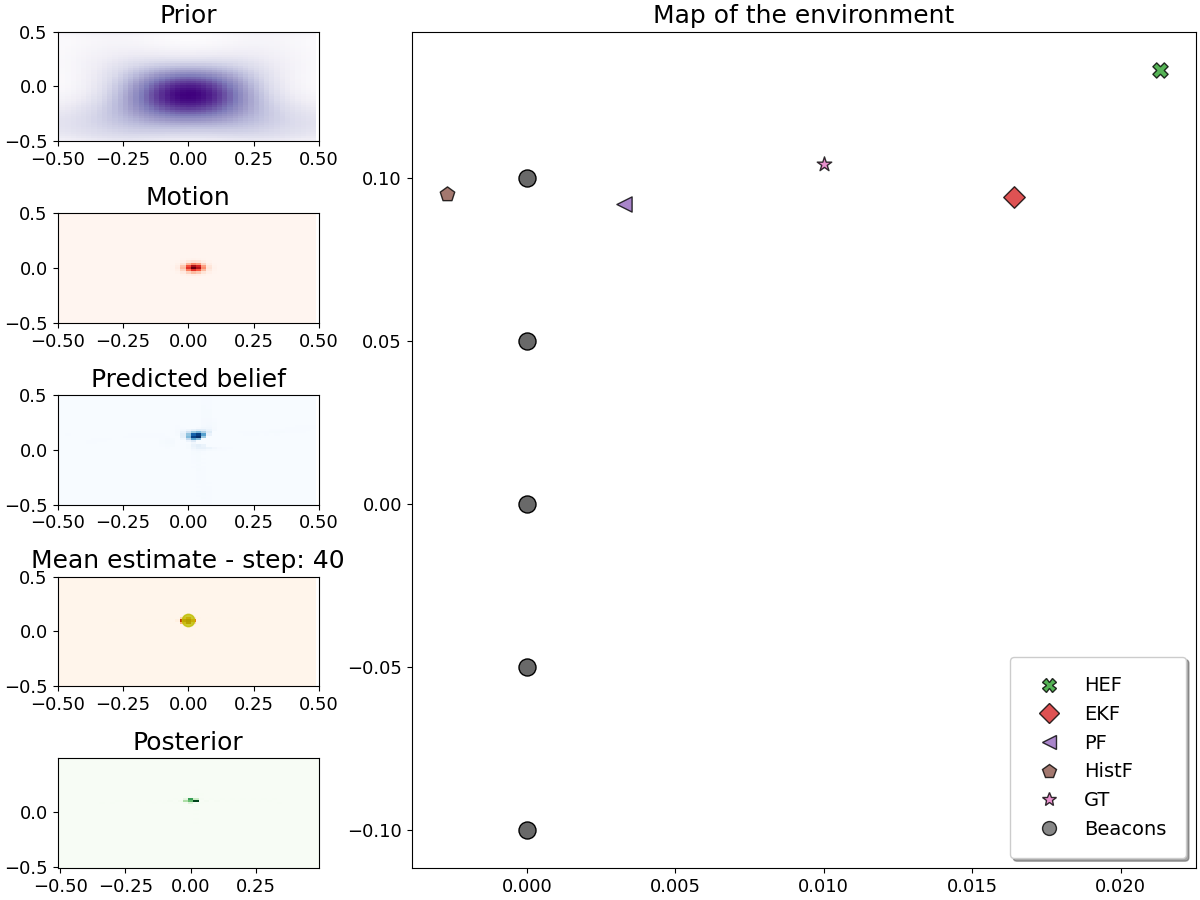 Prior
0.5
0.0
−0.5
−0.50 −0.25 0.00 0.25 0.50
Motion
0.5
0.0
−0.5
−0.50 −0.25 0.00 0.25 0.50
Predicted belief
0.5
0.0
−0.5
−0.50 −0.25 0.00 0.25 0.50
Mean estimate - step: 40
0.5
0.0
−0.5
−0.50 −0.25 0.00 0.25 0.50
Posterior
0.0
−0.5
−0.50 −0.25 0.00 0.25
Map of the environment
0.10
0.05
0.00
−0.05
−0.10
0.000 0.005 0.010 0.015 0.020
HEF
EKF
PF
HistF
GT
Beacons